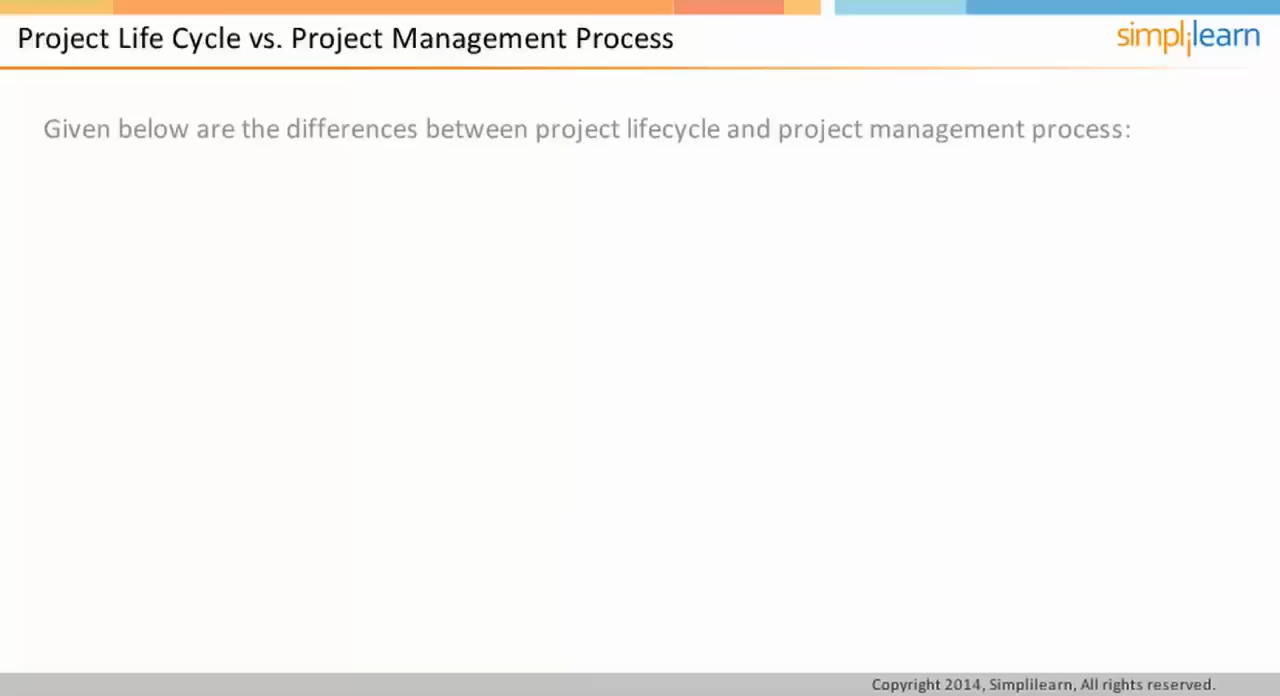 Project Life Cycle vs. Project Management Process
simplilearn
Given below are the differences between project lifecycle and project management process:
Copyright 2014, Simplilearn, All rights reserved.